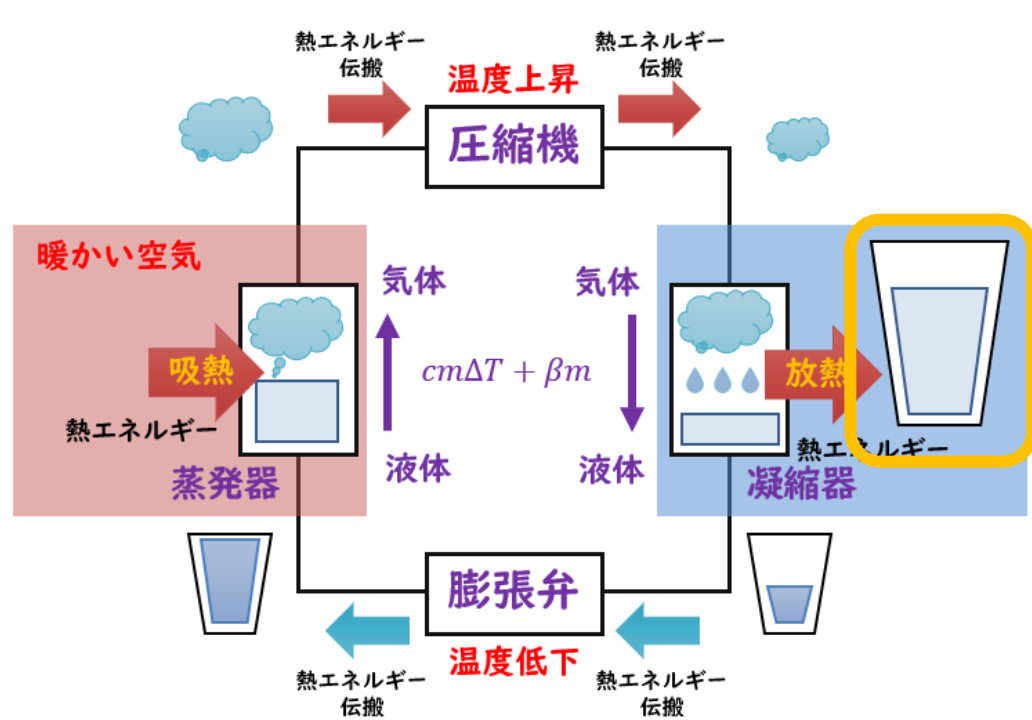 熱エネルギー
伝搬
熱エネルギー
伝搬
温度上昇
圧縮機
暖かい空気
気体
気体
吸熱
cmΔT + βm
放熱
熱エネルギー
熱エネルギー
液体
液体
蒸発器
凝縮器
膨張弁
温度低下
熱エネルギー
伝搬
熱エネルギー
伝搬